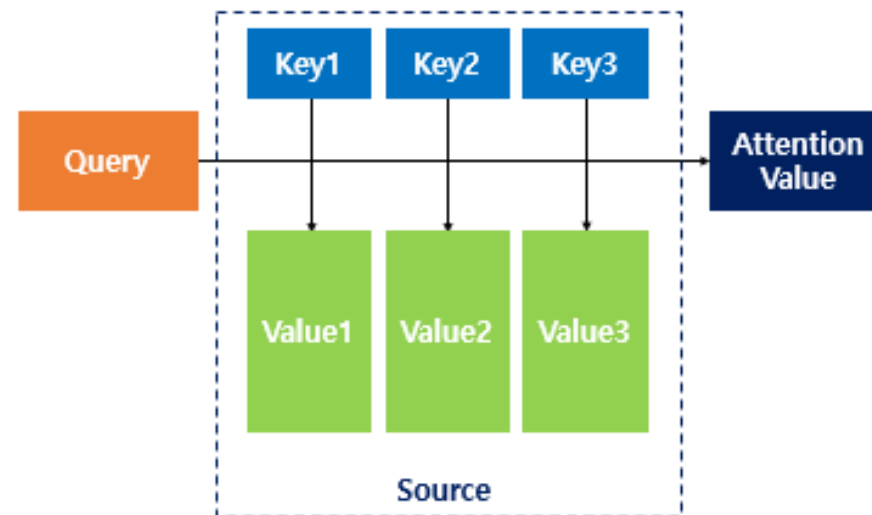 Key1 Key2 Key3
Query
Attention
Value
Value1 Value2 Value3
Source